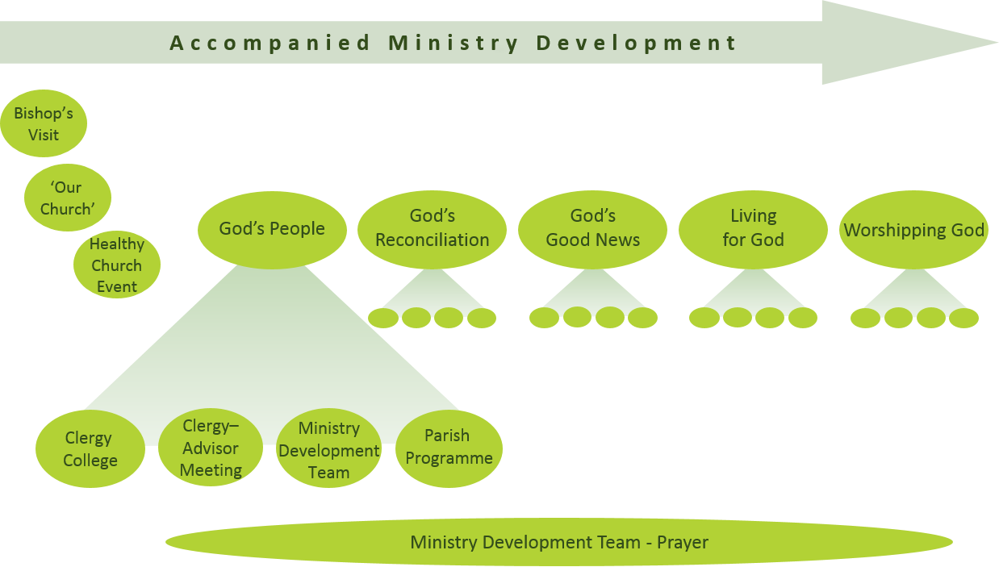 Accompanied Ministry Development
Bishop’s
Visit
‘Our
Church’
Healthy
Church
Event
God’s People
God’s
Reconciliation
God’s
Good News
Living
for God
Worshipping God
Clergy
College
Clergy–
Advisor
Meeting
Ministry
Development
Team
Parish
Programme
Ministry Development Team - Prayer